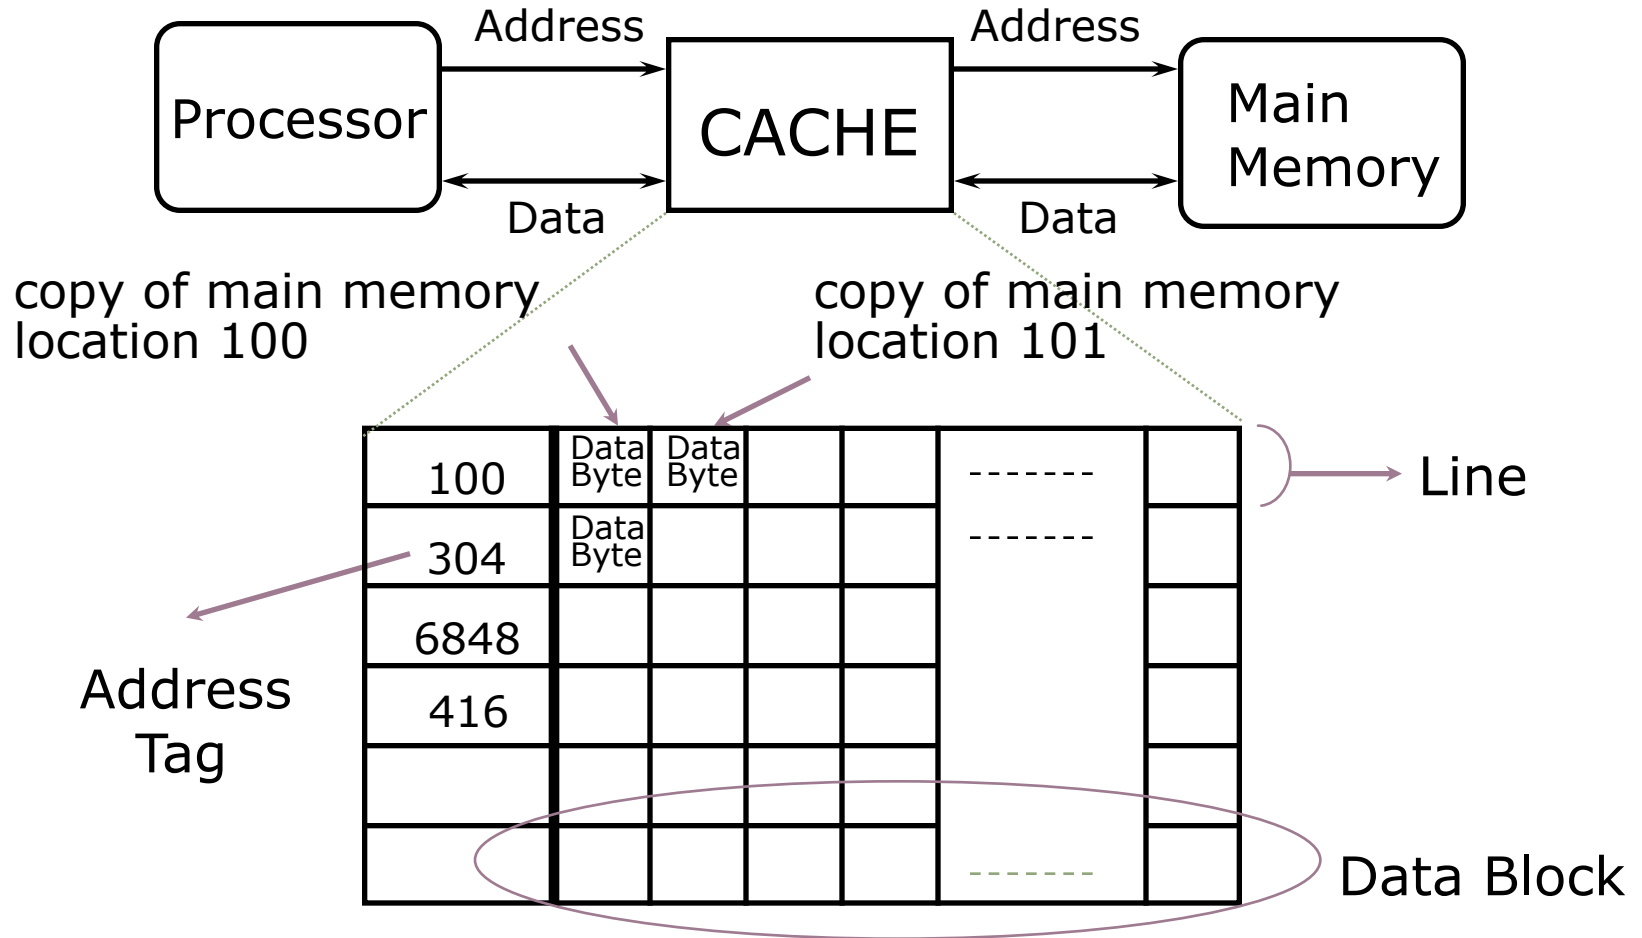 Address
Address
Processor
CACHE
Main
Memory
Data
Data
copy of main memory
location 100
copy of main memory
location 101
100
Data
Byte
Data
Byte
-------
Line
304
Data
Byte
-------
6848
416
Address
Tag
-------
Data Block